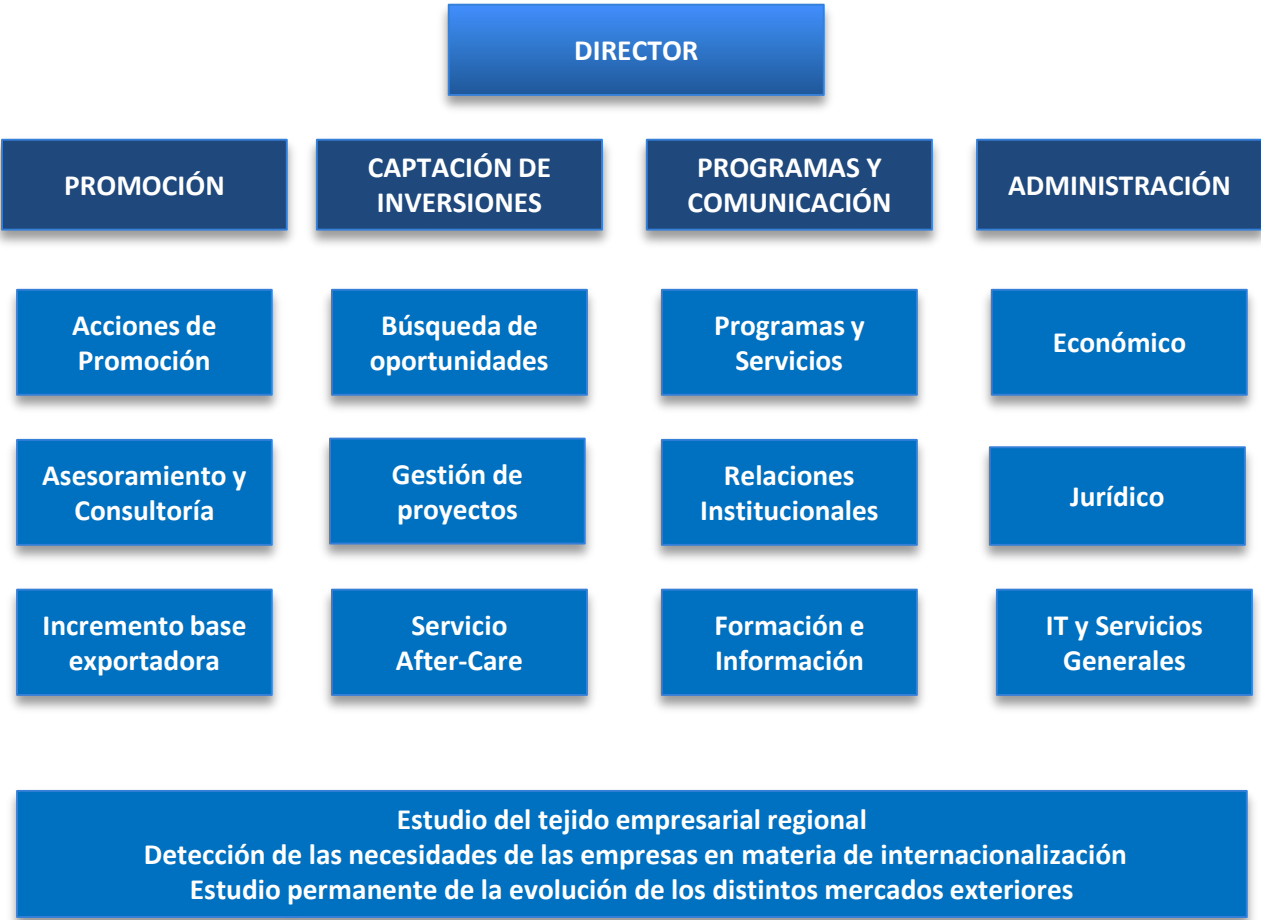 DIRECTOR
PROMOCIÓN
CAPTACIÓN DE
INVERSIONES
PROGRAMAS Y
COMUNICACIÓN
ADMINISTRACIÓN
Acciones de
Promoción
Búsqueda de
oportunidades
Programas y
Servicios
Económico
Asesoramiento y
Consultoría
Gestión de
proyectos
Relaciones
Institucionales
Jurídico
Incremento base
exportadora
Servicio
After-Care
Formación e
Información
IT y Servicios
Generales
Estudio del tejido empresarial regional
Detección de las necesidades de las empresas en materia de internacionalización
Estudio permanente de la evolución de los distintos mercados exteriores